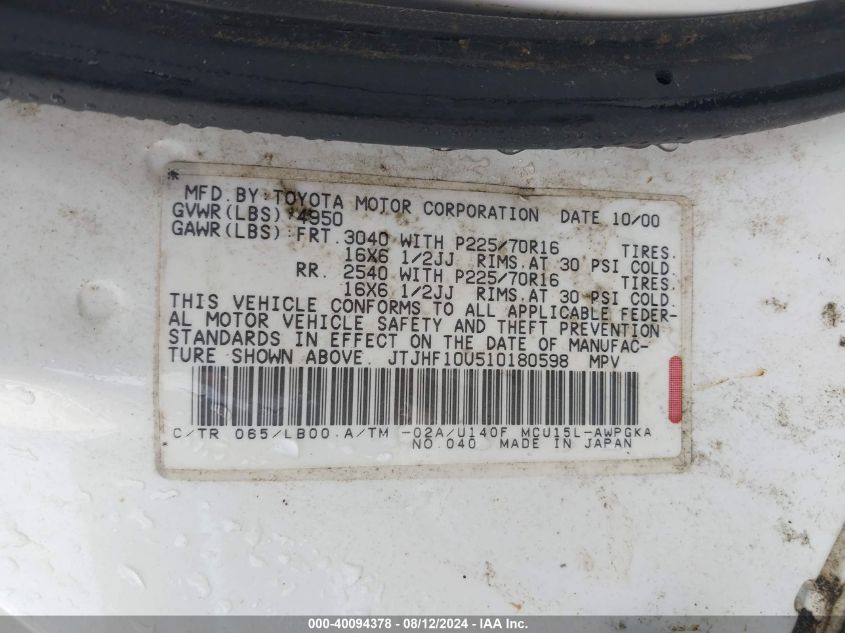 *
MFD. BY: TOYOTA MOTOR CORPORATION DATE 10/00
GVWR(LBS) 4950
GAWR(LBS): FRT. 3040 WITH P225/70R16 TIRES.
16X6 1/2JJ RIMS. AT 30 PSI COLD.
RR. 2540 WITH P225/70R16 TIRES.
16X6 1/2JJ RIMS. AT 30 PSI COLD.
THIS VEHICLE CONFORMS TO ALL APPLICABLE FEDER-
AL MOTOR VEHICLE SAFETY AND THEFT PREVENTION
STANDARDS IN EFFECT ON THE DATE OF MANUFAC-
TURE SHOWN ABOVE. JTJHF10U510180598 MPV
C/TR 065/LB00 A/TM -02A/U140F MCU15L-AWPGKA
NO.040 MADE IN JAPAN
000-40094378 - 08/12/2024 - IAAI.com